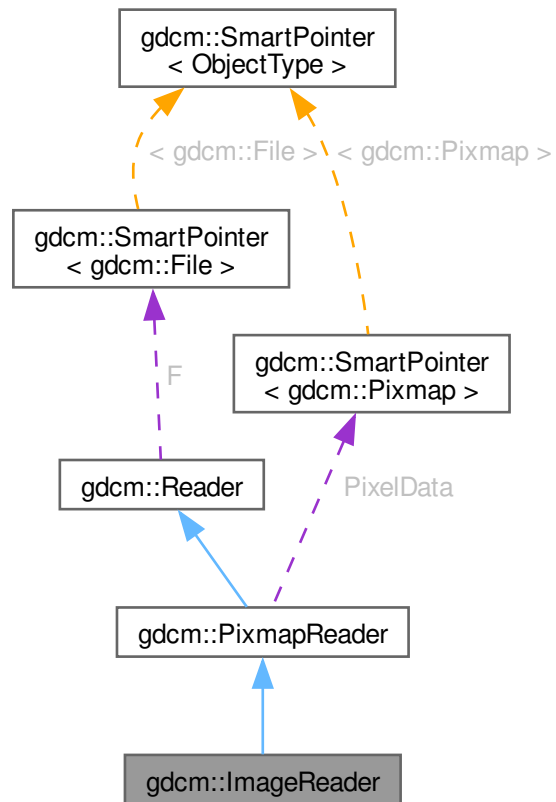 gdcm::SmartPointer
< ObjectType >
< gdcm::File >
< gdcm::Pixmap >
gdcm::SmartPointer
< gdcm::File >
gdcm::SmartPointer
< gdcm::Pixmap >
F
gdcm::Reader
PixelData
gdcm::PixmapReader
gdcm::ImageReader